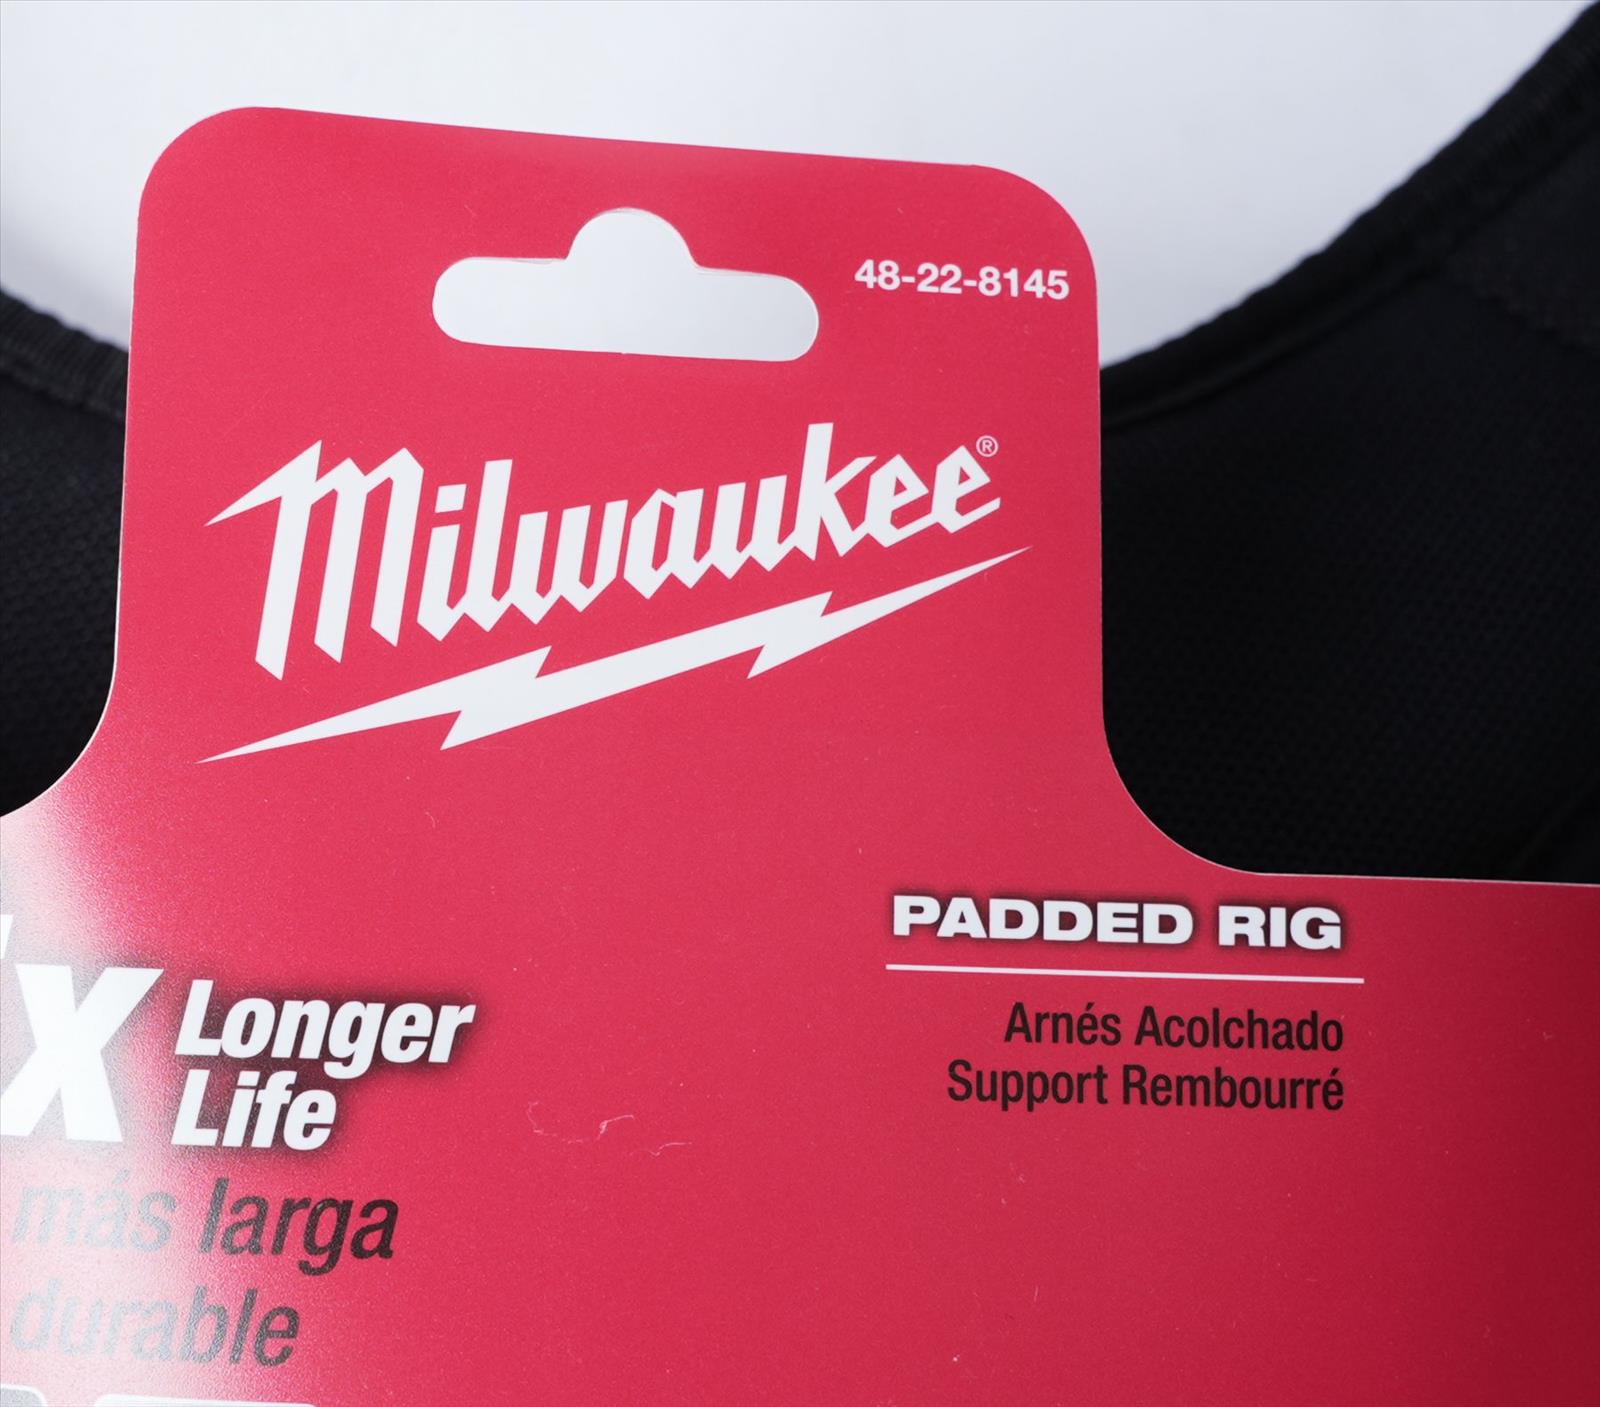 48-22-8145
Milwaukee®
PADDED RIG
Arnés Acolchado
Support Rembourré
x Longer
Life
más larga
durable